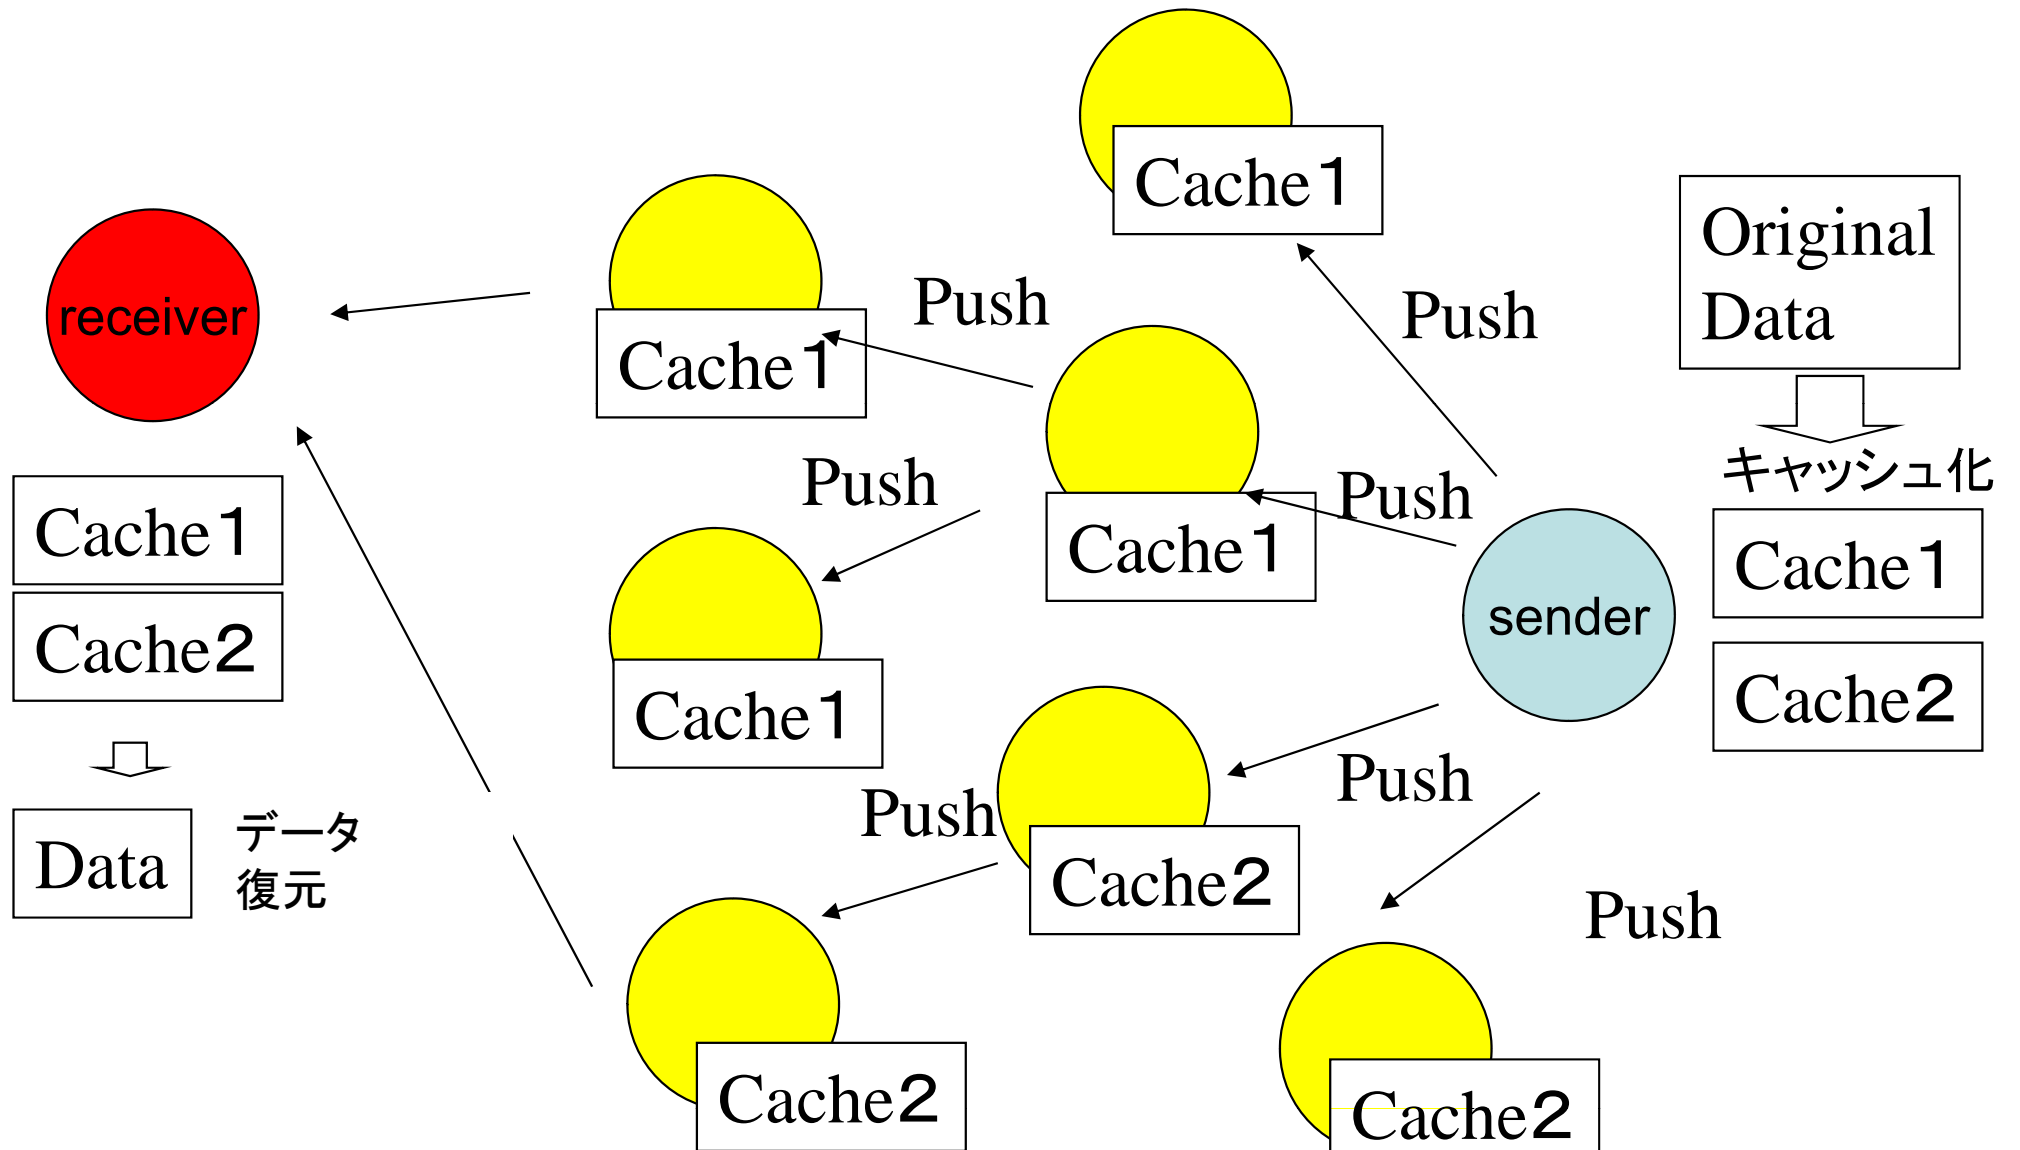 Cache１
Original
Data
Push
Push
receiver
Cache１
Push
Push
キャッシュ化
Cache１
Cache１
Cache１
sender
Cache２
Cache２
Cache１
Push
Push
データ
復元
Data
Cache２
Push
Cache２
Cache２